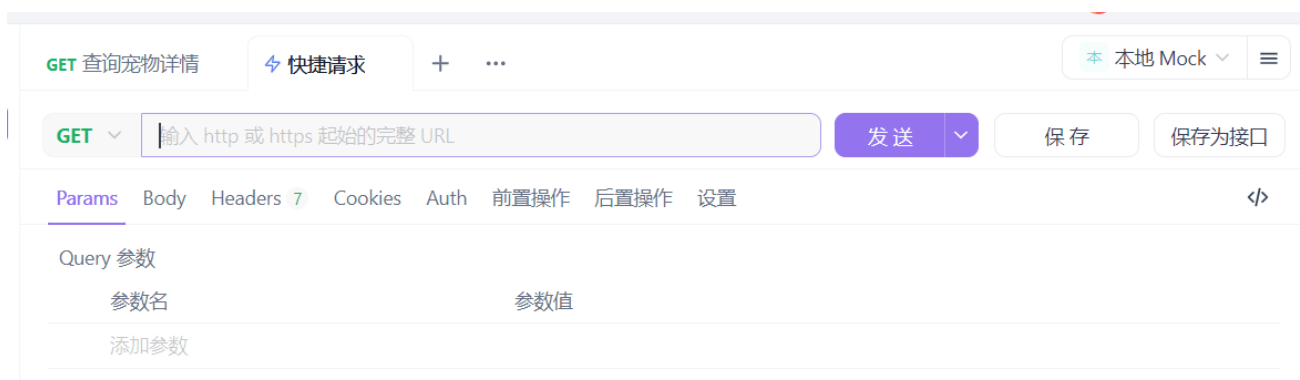 GET 查询宠物详情 快捷请求 + ··· 本 本地 Mock
GET 输入 http 或 https 起始的完整 URL 发送 保存 保存为接口
Params Body Headers 7 Cookies Auth 前置操作 后置操作 设置 </>
Query 参数
参数名 参数值
添加参数